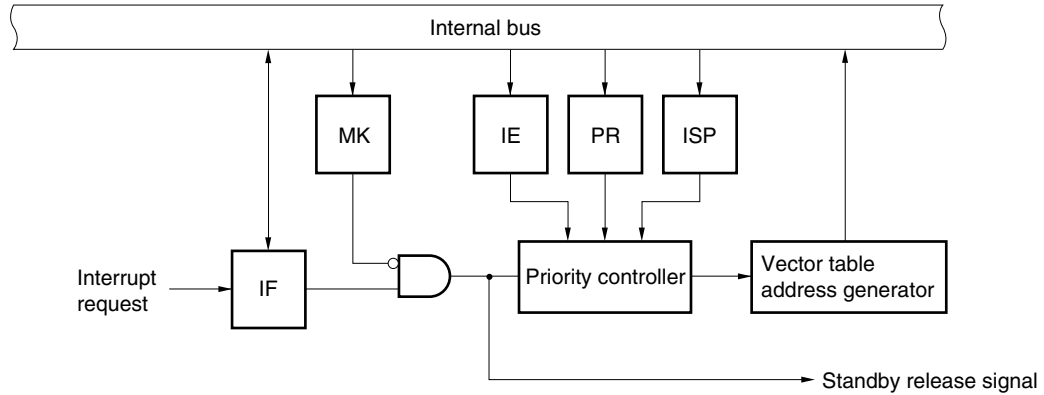 Internal bus
MK
IE
PR
ISP
Interrupt
request
IF
Priority controller
Vector table
address generator
Standby release signal